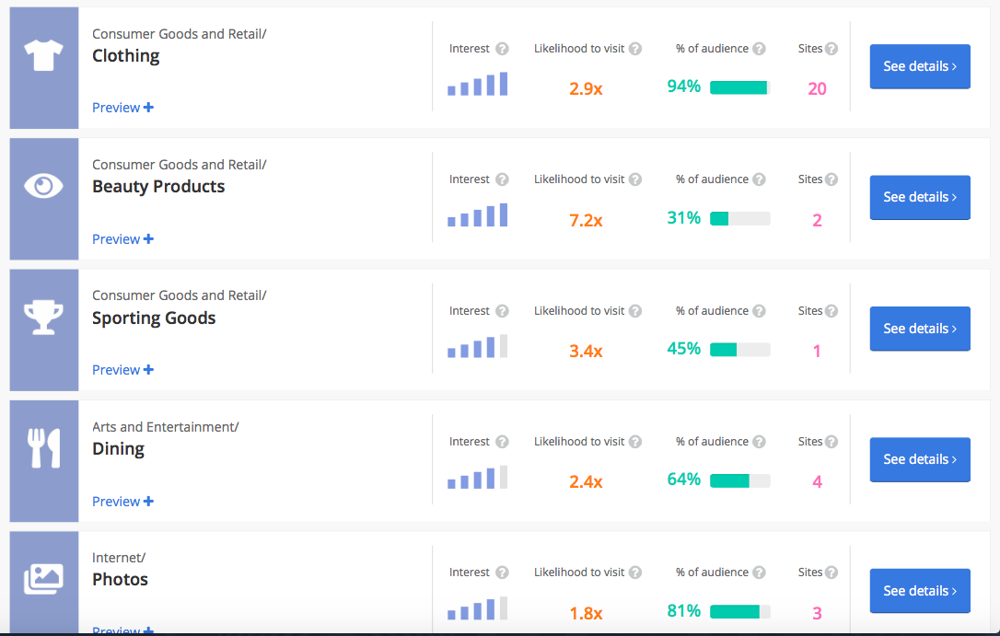 Consumer Goods and Retail/
Clothing
Preview +
Interest ? Likelihood to visit ? % of audience ? Sites ?
2.9x 94% 20
See details ›
Consumer Goods and Retail/
Beauty Products
Preview +
Interest ? Likelihood to visit ? % of audience ? Sites ?
7.2x 31% 2
See details ›
Consumer Goods and Retail/
Sporting Goods
Preview +
Interest ? Likelihood to visit ? % of audience ? Sites ?
3.4x 45% 1
See details ›
Arts and Entertainment/
Dining
Preview +
Interest ? Likelihood to visit ? % of audience ? Sites ?
2.4x 64% 4
See details ›
Internet/
Photos
Preview +
Interest ? Likelihood to visit ? % of audience ? Sites ?
1.8x 81% 3
See details ›